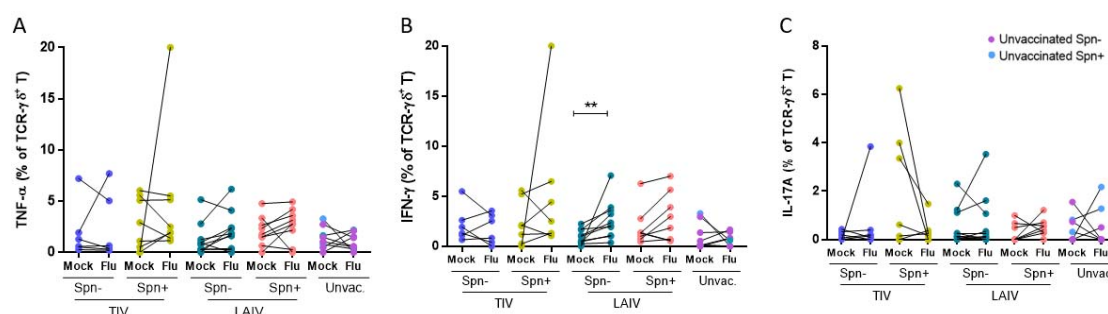 A
TNF-α (% of TCR-γδ⁺ T)
20
15
10
5
0
Mock Flu Mock Flu Mock Flu Mock Flu Mock Flu
Spn- Spn+ Spn- Spn+ Unvac.
TIV LAIV
B
IFN-γ (% of TCR-γδ⁺ T)
20
15
10
5
0
**
Mock Flu Mock Flu Mock Flu Mock Flu Mock Flu
Spn- Spn+ Spn- Spn+ Unvac.
TIV LAIV
C
IL-17A (% of TCR-γδ⁺ T)
8
6
4
2
0
Unvaccinated Spn-
Unvaccinated Spn+
Mock Flu Mock Flu Mock Flu Mock Flu Mock Flu
Spn- Spn+ Spn- Spn+ Unvac
TIV LAIV